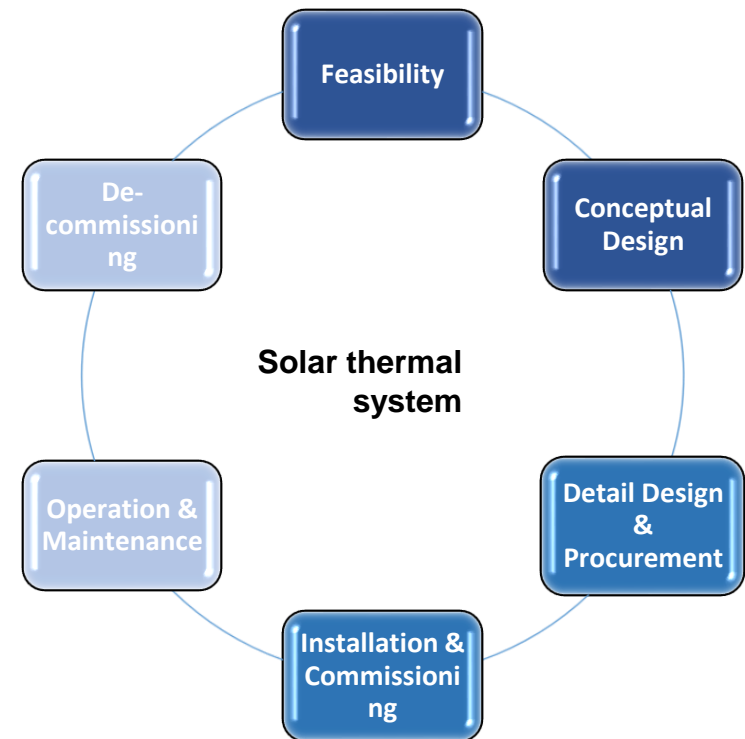 Feasibility
Conceptual
Design
Detail Design
&
Procurement
Installation &
Commissioni
ng
Operation &
Maintenance
De-
commissioni
ng
Solar thermal
system